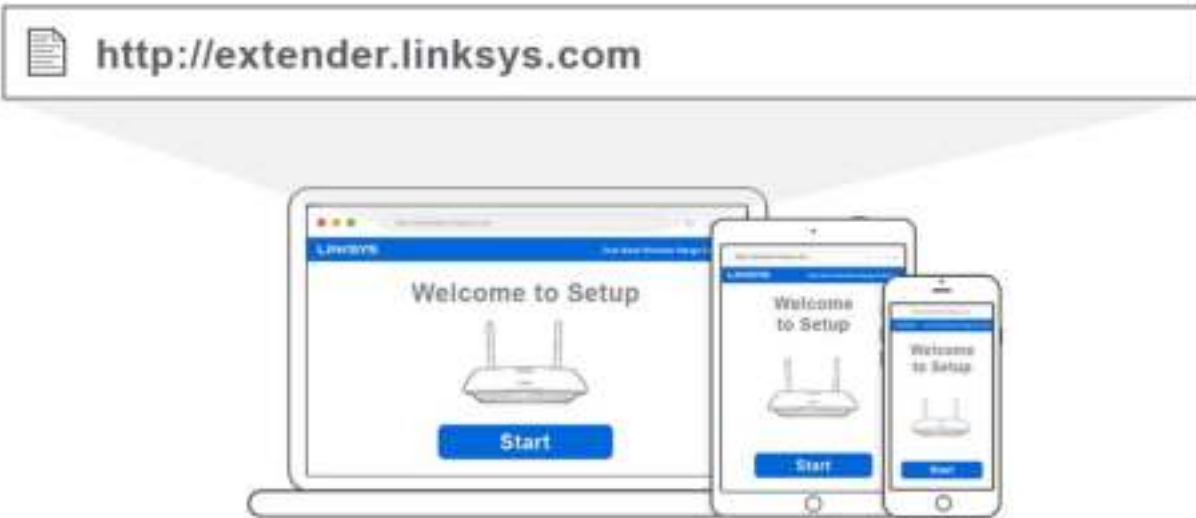 http://extender.linksys.com
LINKSYS
Welcome to Setup
Start
LINKSYS
Welcome
to Setup
Start
Welcome
to Setup
Start